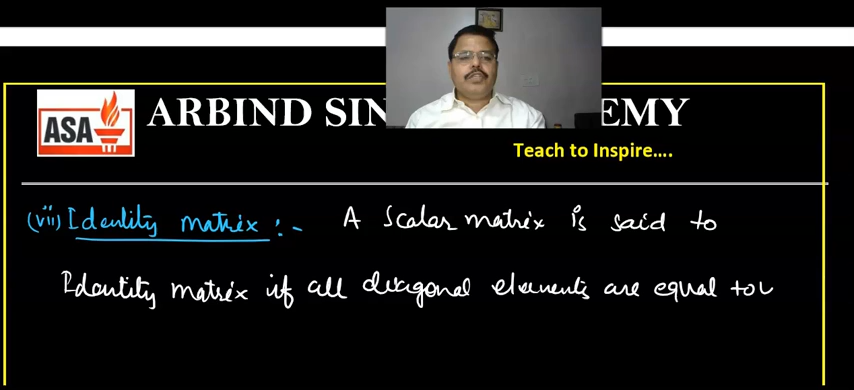 ASA
ARBIND SIN EMY
Teach to Inspire....
(vii) Identity matrix :- A Scalar matrix is said to
Identity matrix if all diagonal elements are equal to